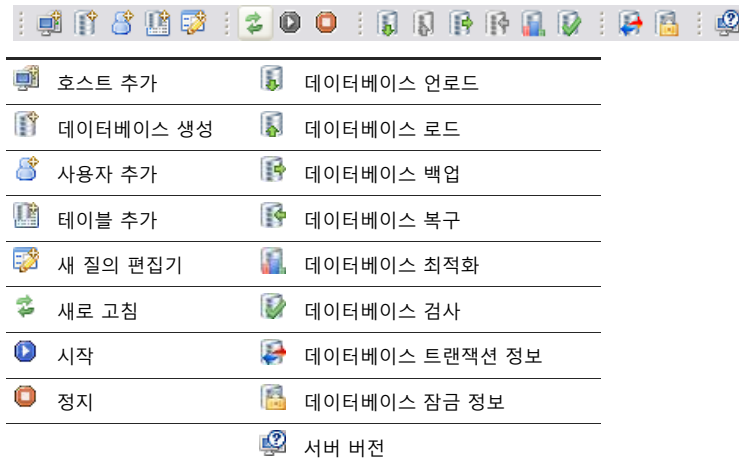 호스트 추가 데이터베이스 언로드
데이터베이스 생성 데이터베이스 로드
사용자 추가 데이터베이스 백업
테이블 추가 데이터베이스 복구
새 질의 편집기 데이터베이스 최적화
새로 고침 데이터베이스 검사
시작 데이터베이스 트랜잭션 정보
정지 데이터베이스 잠금 정보
서버 버전